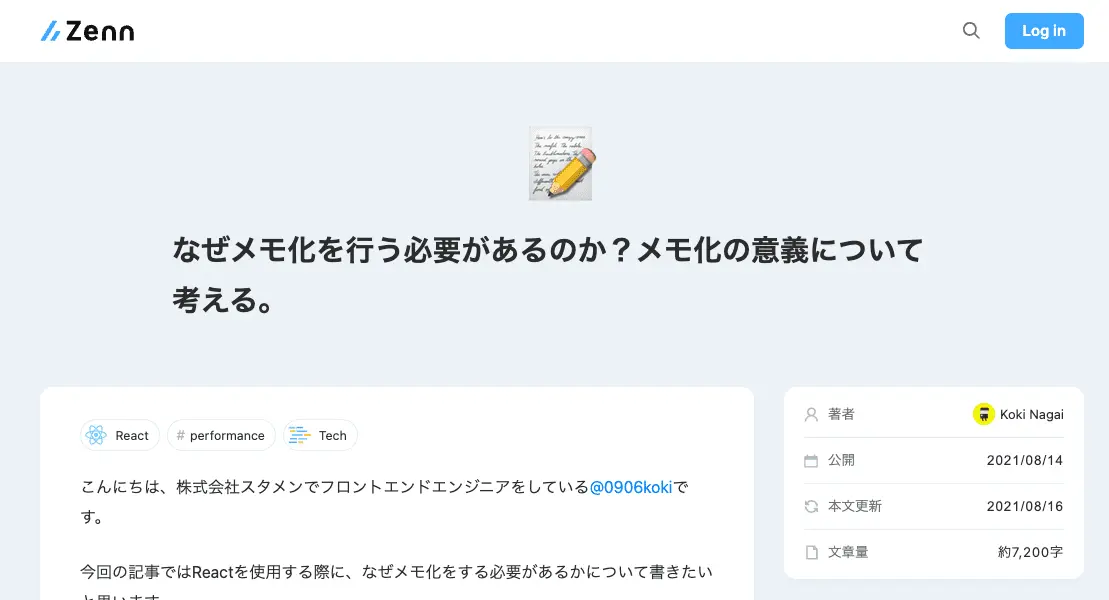 Zenn
Log in
なぜメモ化を行う必要があるのか？メモ化の意義について
考える。
React
# performance
Tech
こんにちは、株式会社スタメンでフロントエンドエンジニアをしている@0906kokiで
す。
今回の記事ではReactを使用する際に、なぜメモ化をする必要があるかについて書きたい
と思います。
著者
Koki Nagai
公開
2021/08/14
本文更新
2021/08/16
文章量
約7,200字